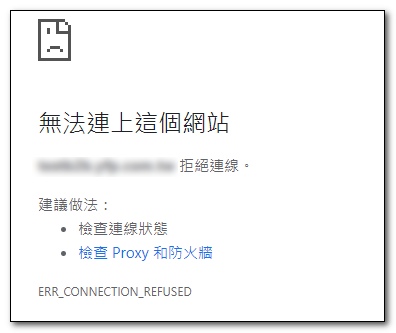 無法連上這個網站
拒絕連線。
建議做法：
• 檢查連線狀態
• 檢查 Proxy 和防火牆
ERR_CONNECTION_REFUSED